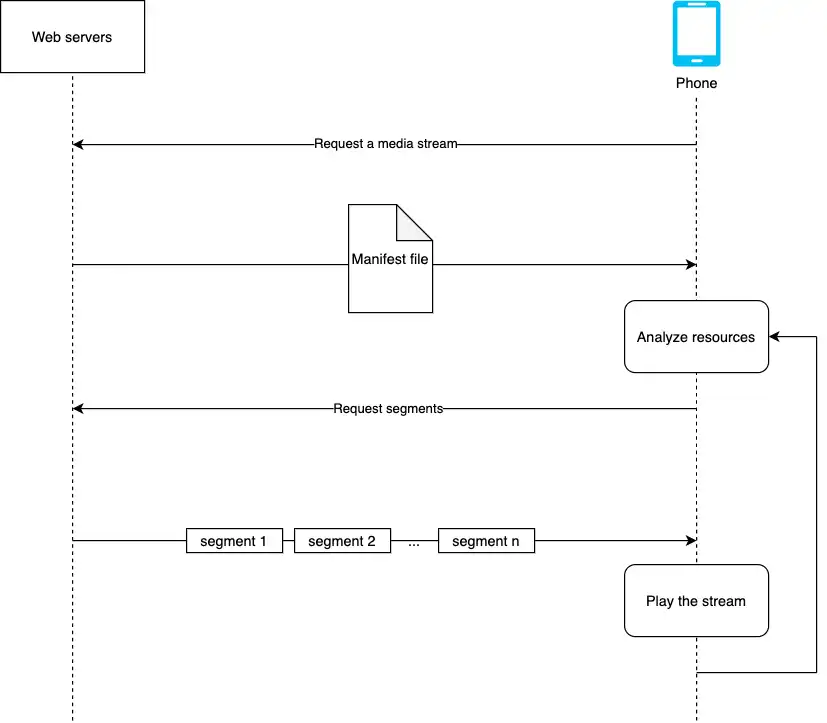 Web servers
Phone
Request a media stream
Manifest file
Analyze resources
Request segments
segment 1
segment 2
...
segment n
Play the stream